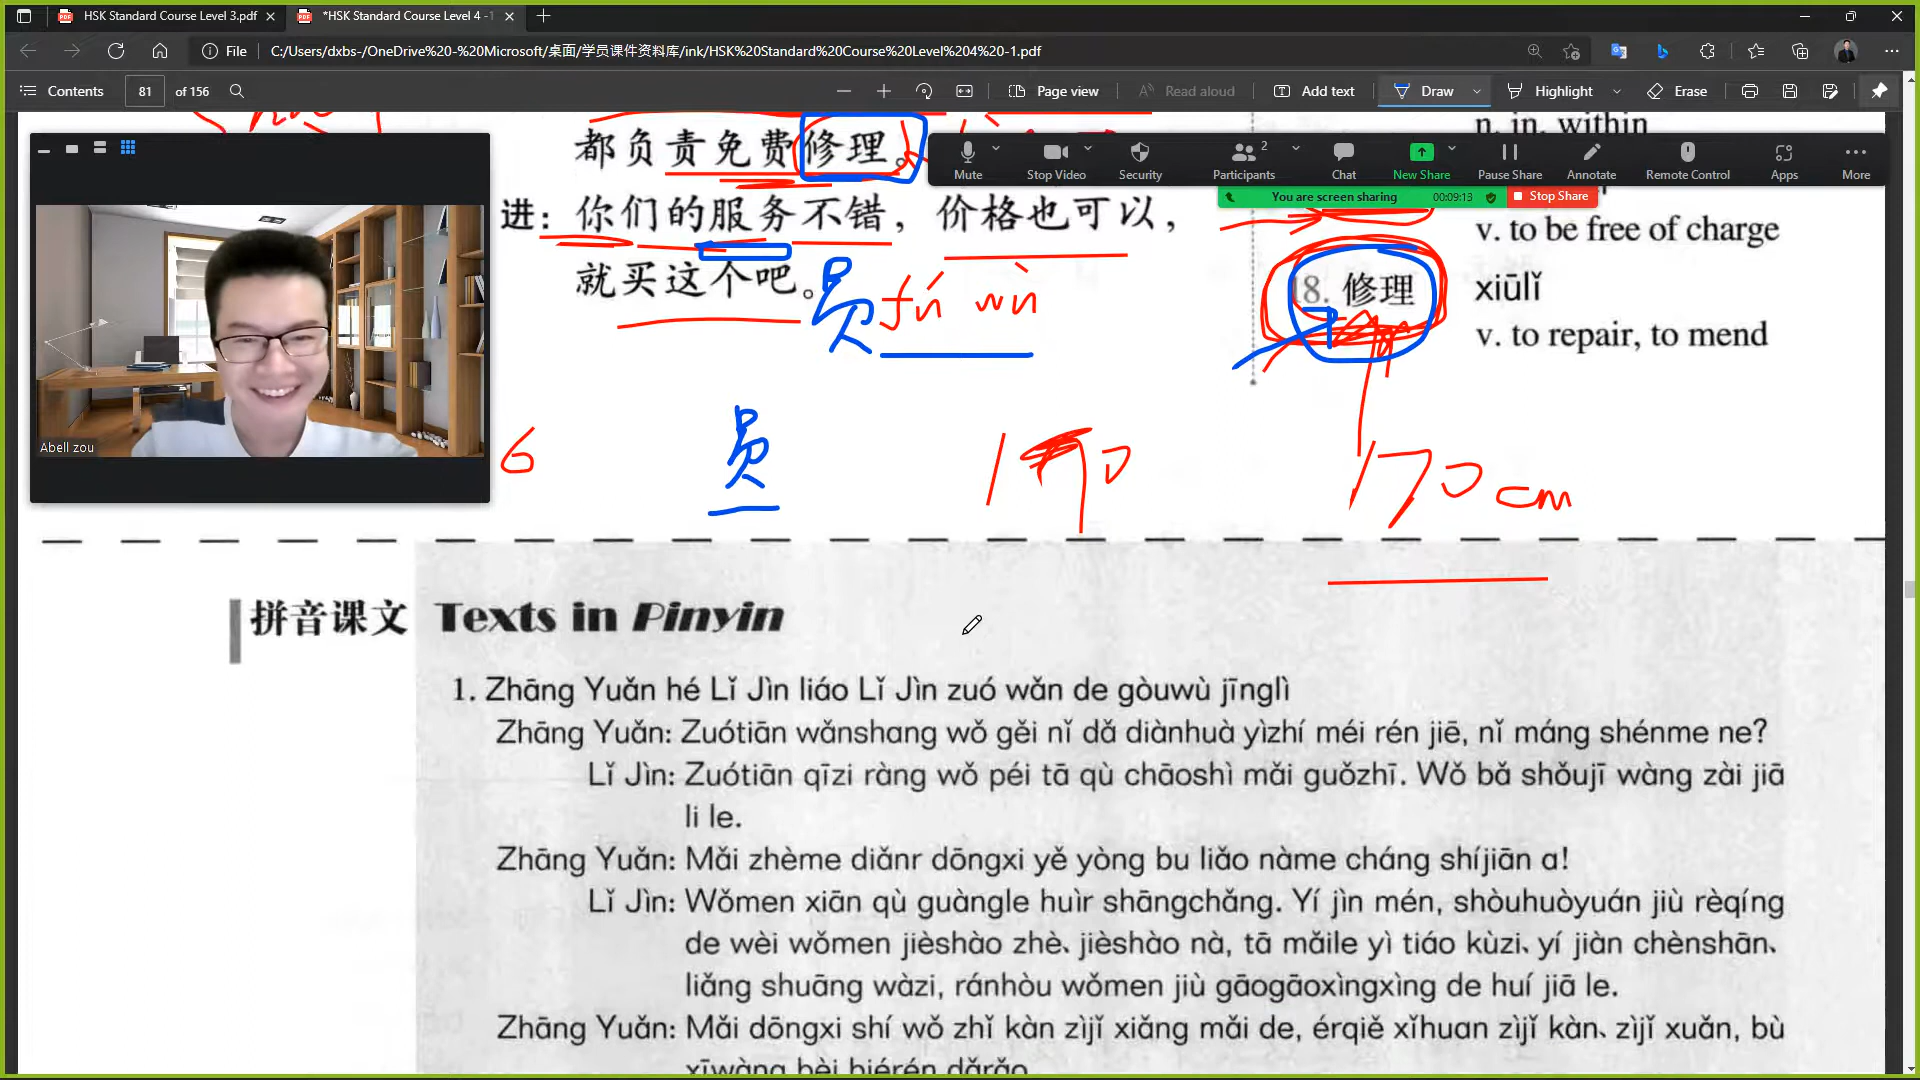 HSK Standard Course Level 3.pdf
*HSK Standard Course Level 4 -1
File
C:/Users/dxbs-/OneDrive%20-%20Microsoft/桌面/学员课件资料库/ink/HSK%20Standard%20Course%20Level%204%20-1.pdf
Contents
81
of 156
Page view
Read aloud
Add text
Draw
Highlight
Erase
n. in, within
都负责免费修理。
Mute
Stop Video
Security
Participants
2
Chat
New Share
Pause Share
Annotate
Remote Control
Apps
More
You are screen sharing
00:09:13
Stop Share
进：你们的服务不错，价格也可以，
v. to be free of charge
就买这个吧。
员
fú wù
18. 修理
xiūlǐ
v. to repair, to mend
Abell zou
6
员
190
170 cm
拼音课文 Texts in Pinyin
1. Zhāng Yuǎn hé Lǐ Jìn liáo Lǐ Jìn zuó wǎn de gòuwù jīnglì
Zhāng Yuǎn: Zuótiān wǎnshang wǒ gěi nǐ dǎ diànhuà yìzhí méi rén jiē, nǐ máng shénme ne?
Lǐ Jìn: Zuótiān qīzi ràng wǒ péi tā qù chāoshì mǎi guǒzhī. Wǒ bǎ shǒujī wàng zài jiā
li le.
Zhāng Yuǎn: Mǎi zhème diǎnr dōngxi yě yòng bu liǎo nàme cháng shíjiān a!
Lǐ Jìn: Wǒmen xiān qù guàngle huìr shāngchǎng. Yí jìn mén, shòuhuòyuán jiù rèqíng
de wèi wǒmen jièshào zhè、jièshào nà, tā mǎile yì tiáo kùzi、yí jiàn chènshān、
liǎng shuāng wàzi, ránhòu wǒmen jiù gāogāoxìngxìng de huí jiā le.
Zhāng Yuǎn: Mǎi dōngxi shí wǒ zhǐ kàn zìjǐ xiǎng mǎi de, érqiě xǐhuan zìjǐ kàn、zìjǐ xuǎn, bù
xīwàng bèi biérén dǎrǎo.